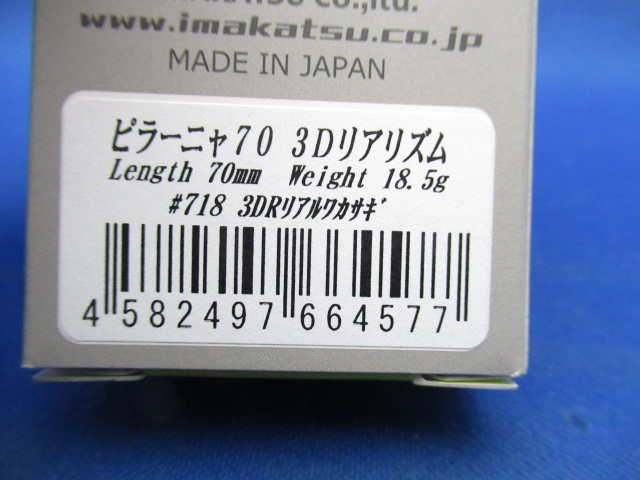 Co.,ltd.
www.imakatsu.co.jp
MADE IN JAPAN
ピラーニャ70 3Dリアリズム
Length 70mm Weight 18.5g
#718 3DRリアルワカサギ
4 582497 664577